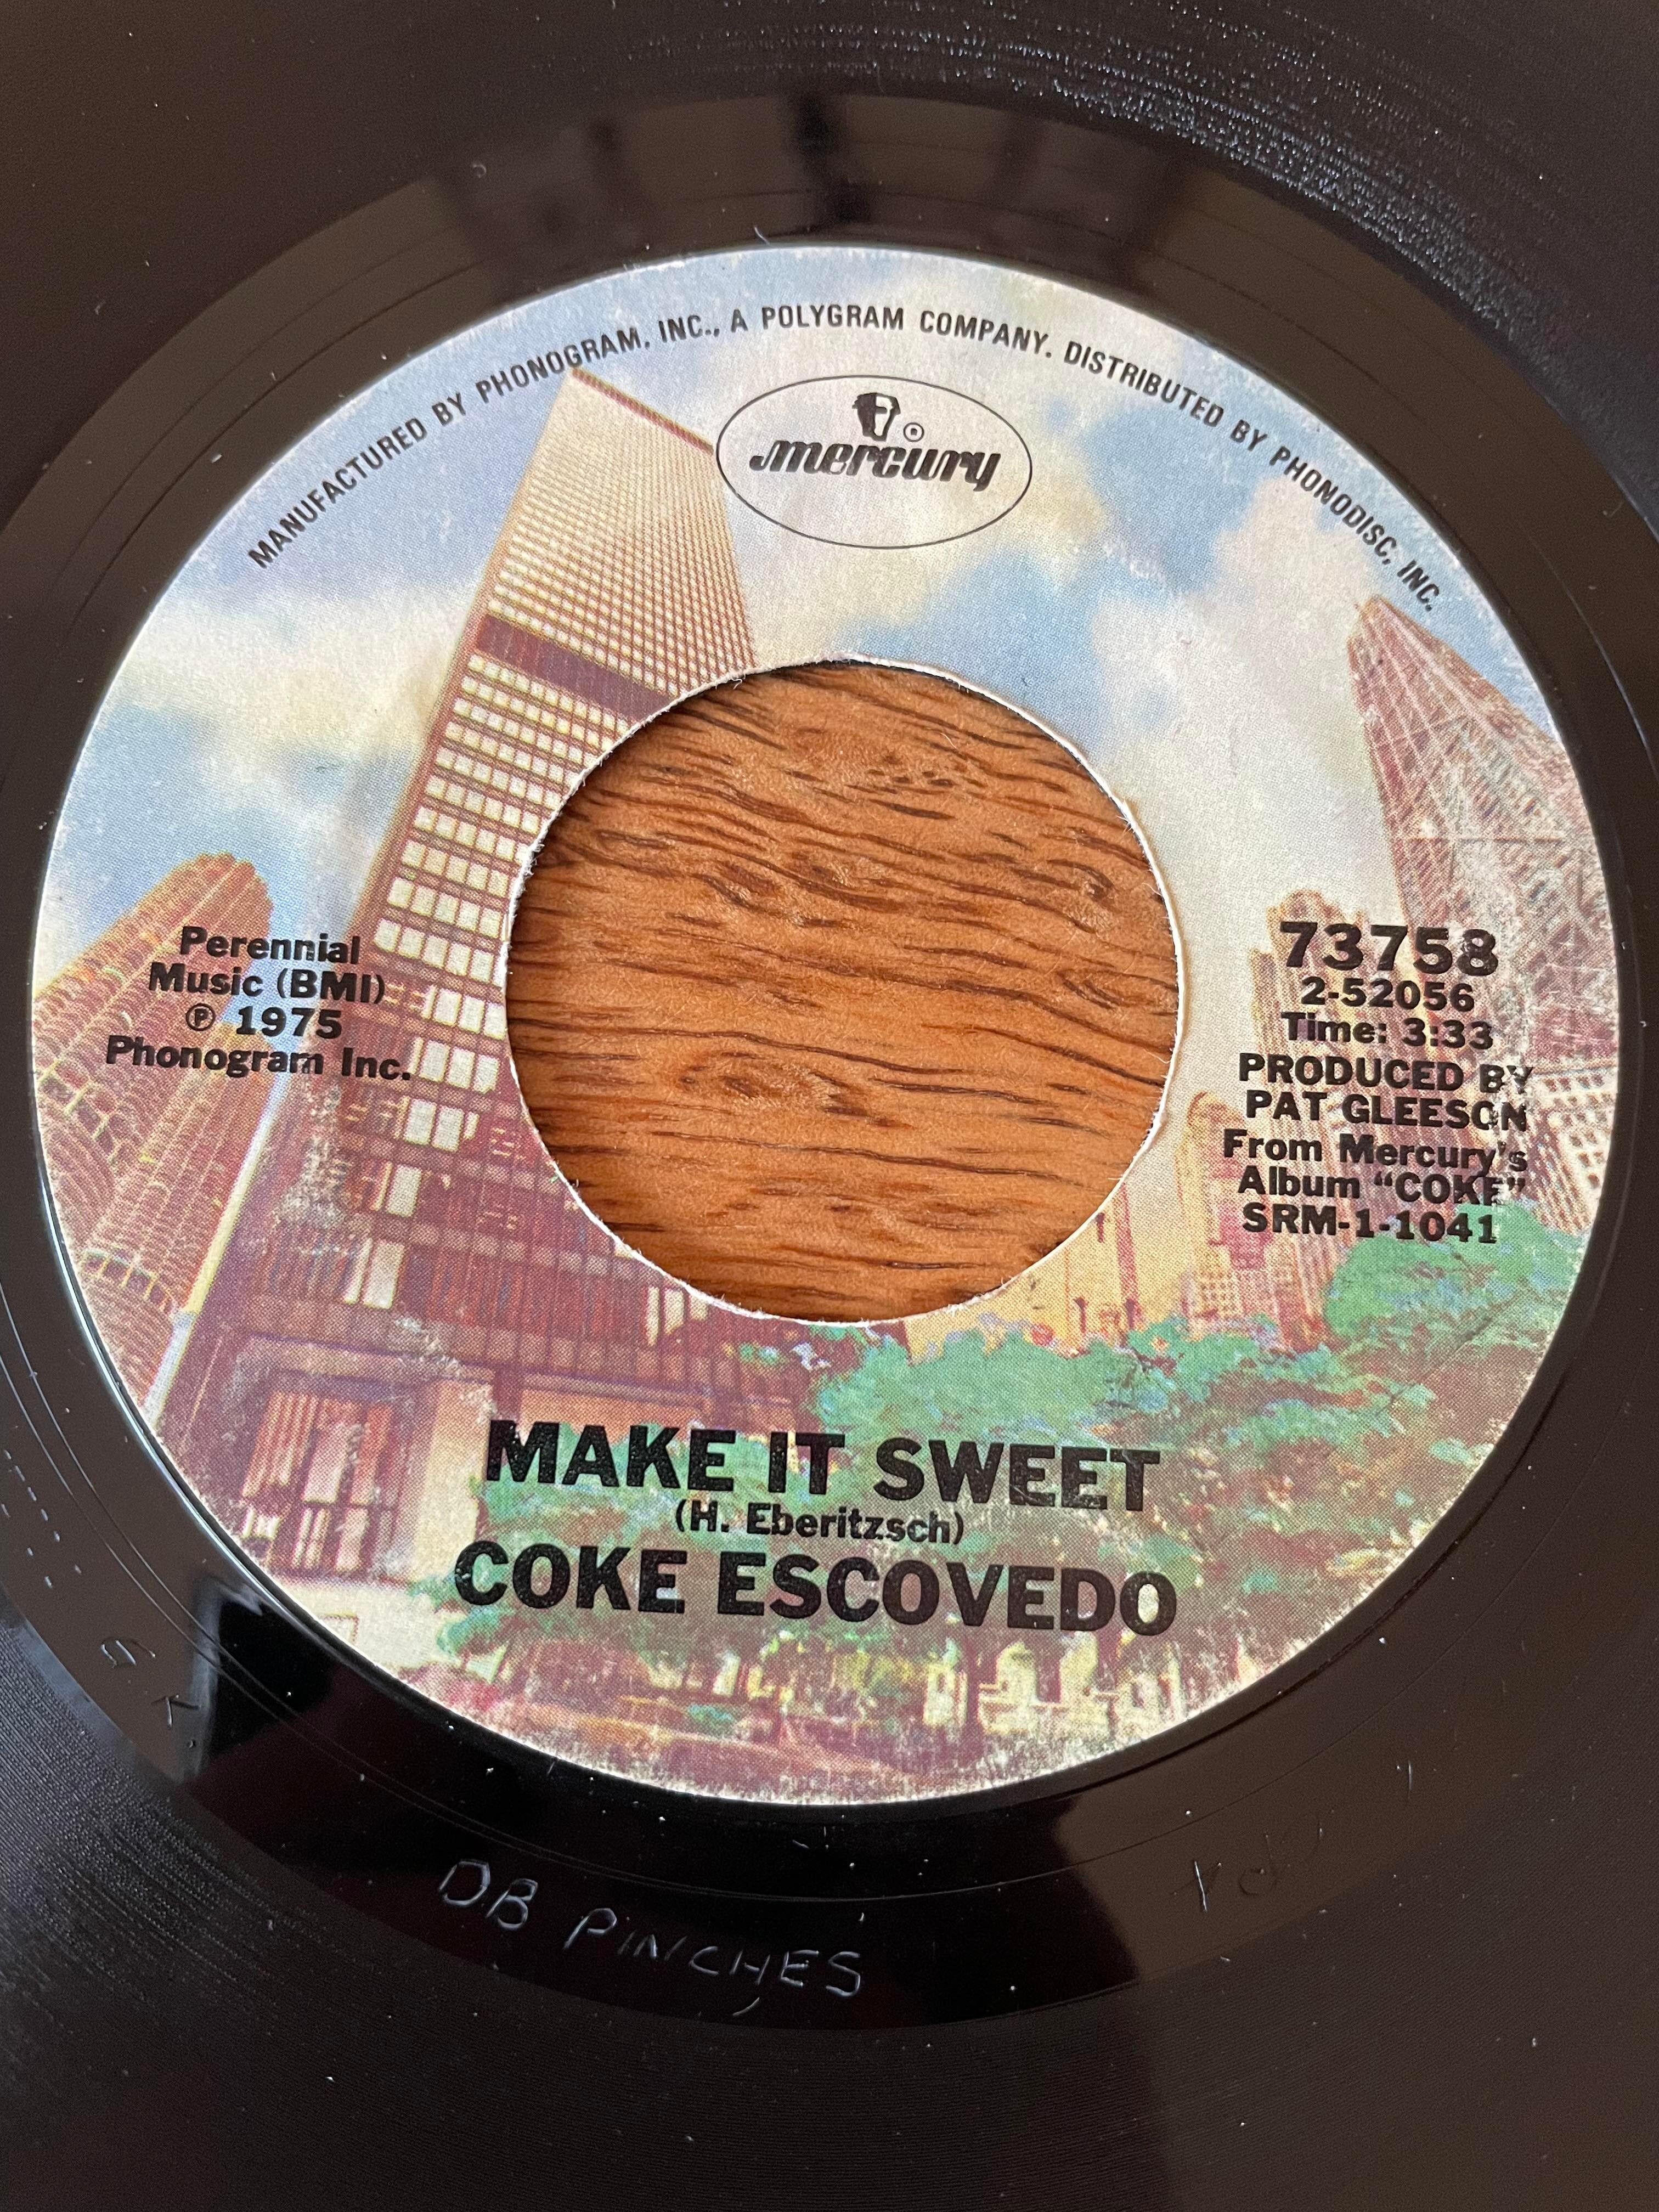 MANUFACTURED BY PHONOGRAM, INC., A POLYGRAM COMPANY. DISTRIBUTED BY PHONODISC, INC.
mercury®
Perennial
Music (BMI)
℗ 1975
Phonogram Inc.
73758
2-52056
Time: 3:33
PRODUCED BY
PAT GLEESON
From Mercury's
Album “COKE”
SRM-1-1041
MAKE IT SWEET
(H. Eberitzsch)
COKE ESCOVEDO
DB PINCHES